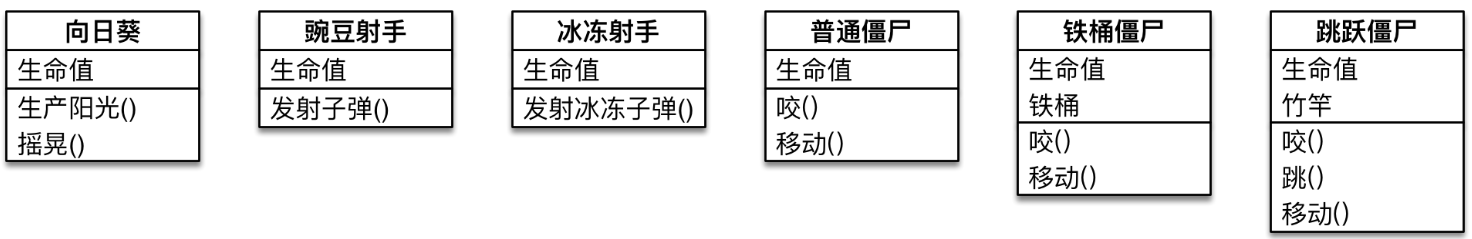 向日葵
生命值
生产阳光()
摇晃()
豌豆射手
生命值
发射子弹()
冰冻射手
生命值
发射冰冻子弹()
普通僵尸
生命值
咬()
移动()
铁桶僵尸
生命值
铁桶
咬()
移动()
跳跃僵尸
生命值
竹竿
咬()
跳()
移动()